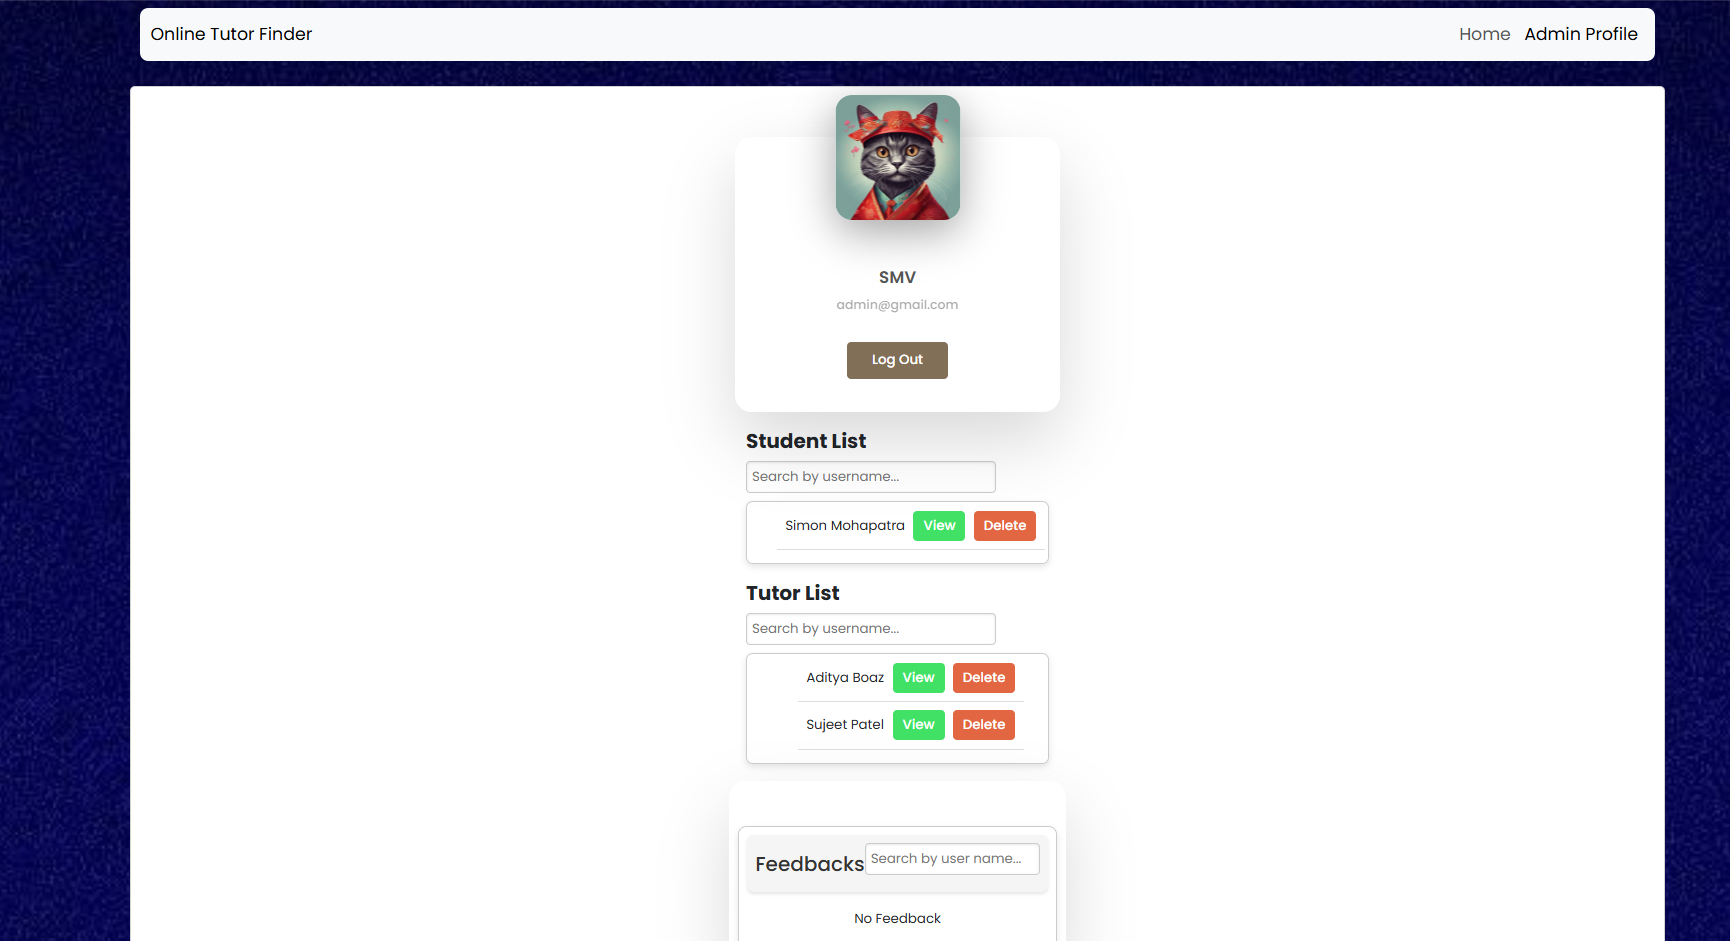 Online Tutor Finder
Home Admin Profile
SMV
admin@gmail.com
Log Out
Student List
Search by username...
Simon Mohapatra View Delete
Tutor List
Search by username...
Aditya Boaz View Delete
Sujeet Patel View Delete
Feedbacks Search by user name...
No Feedback